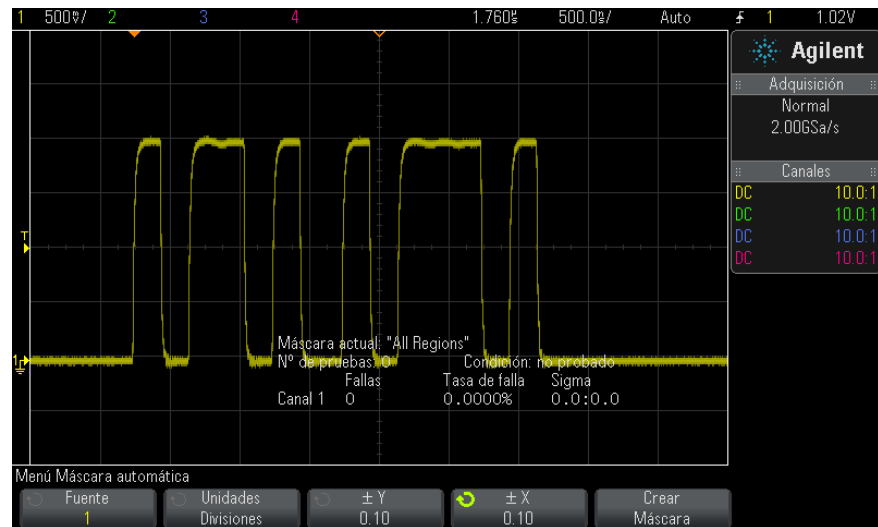 1 500♈/ 2 3 4 1.760s 500.0s/ Auto 1 1.02V
Agilent
Adquisición
Normal
2.00GSa/s
Canales
DC 10.0:1
DC 10.0:1
DC 10.0:1
DC 10.0:1
T
1
Máscara actual: "All Regions"
Nº de pruebas: 0 Condición: no probado
Fallas Tasa de falla Sigma
Canal 1 0 0.0000% 0.0:0.0
Menú Máscara automática
Fuente Unidades ± Y ± X Crear
1 Divisiones 0.10 0.10 Máscara